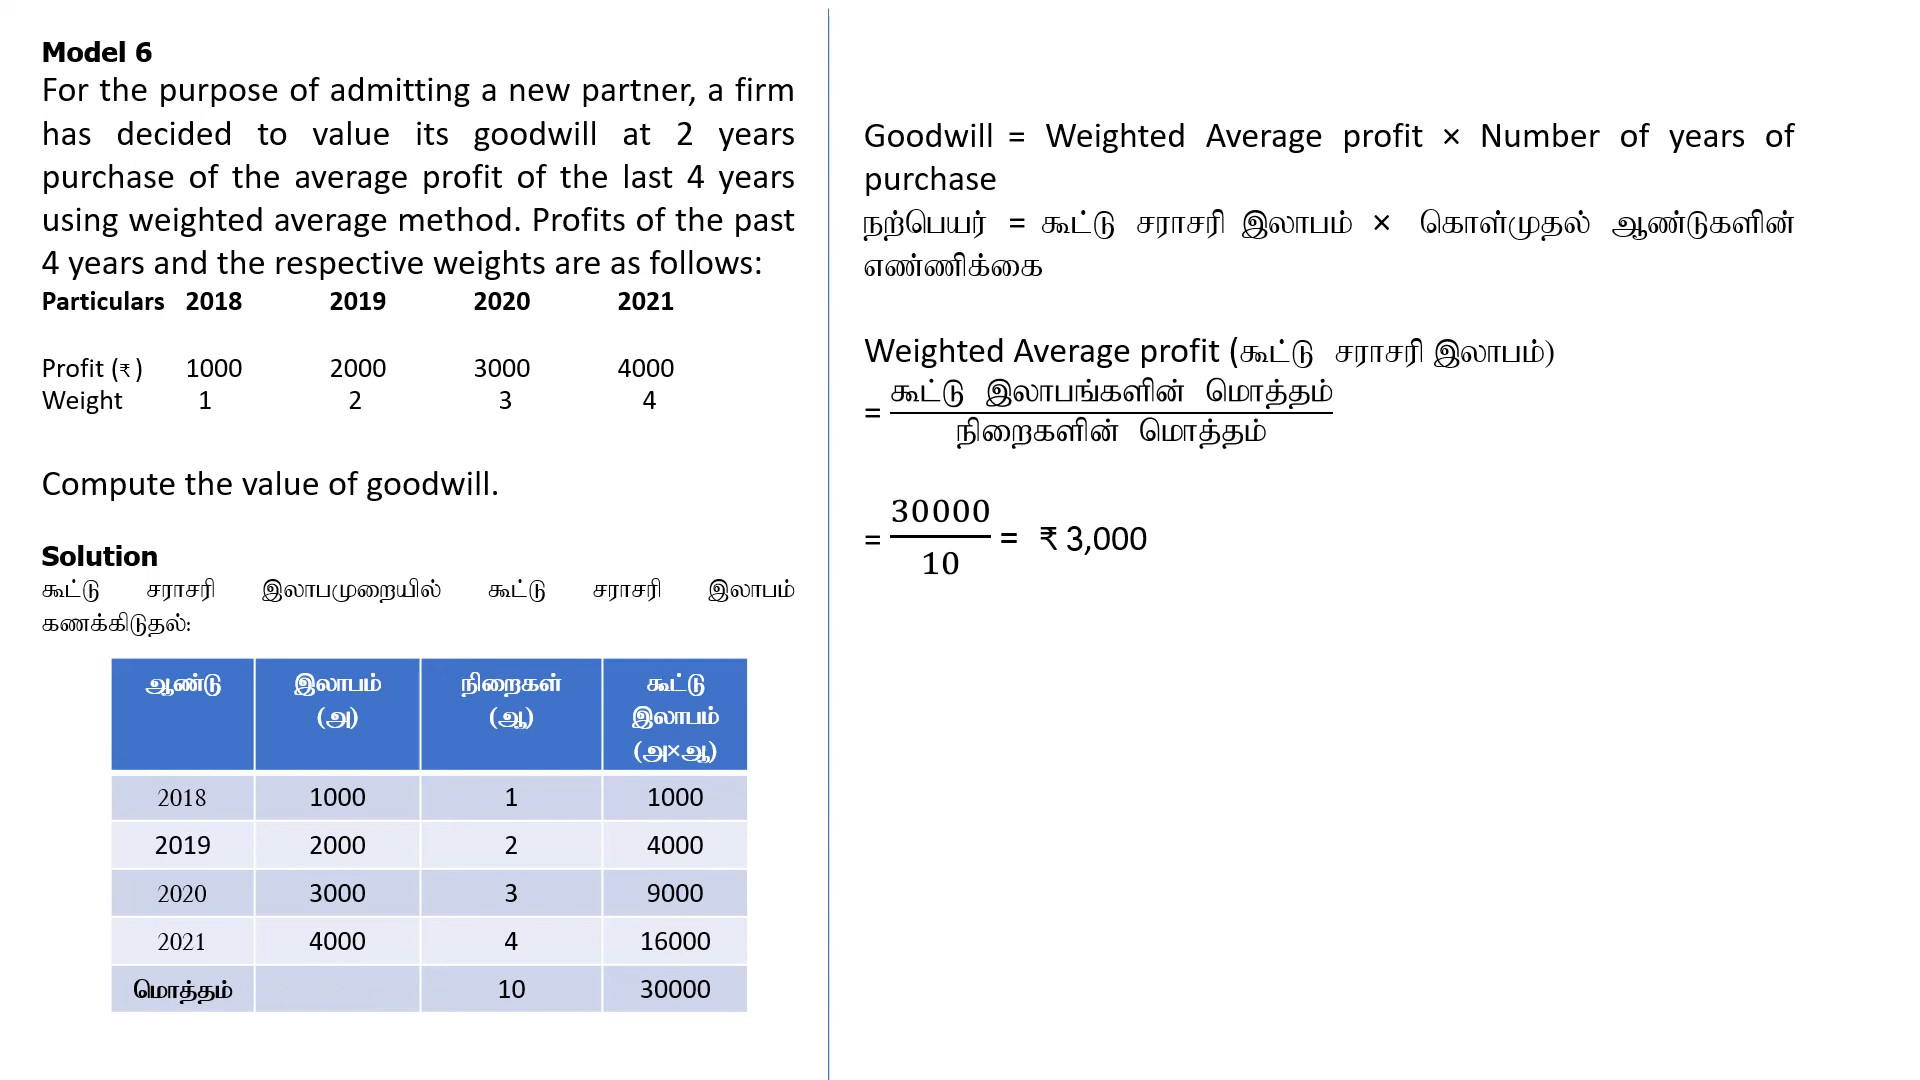 Model 6
For the purpose of admitting a new partner, a firm
has decided to value its goodwill at 2 years
purchase of the average profit of the last 4 years
using weighted average method. Profits of the past
4 years and the respective weights are as follows:
Particulars 2018 2019 2020 2021
Profit (₹ ) 1000 2000 3000 4000
Weight 1 2 3 4
Compute the value of goodwill.
Solution
கூட்டு சராசரி இலாபமுறையில் கூட்டு சராசரி இலாபம்
கணக்கிடுதல்:
ஆண்டு இலாபம் (அ) நிறைகள் (ஆ) கூட்டு இலாபம் (அ×ஆ)
2018 1000 1 1000
2019 2000 2 4000
2020 3000 3 9000
2021 4000 4 16000
மொத்தம் 10 30000
Goodwill = Weighted Average profit × Number of years of
purchase
நற்பெயர் = கூட்டு சராசரி இலாபம் × கொள்முதல் ஆண்டுகளின்
எண்ணிக்கை
Weighted Average profit (கூட்டு சராசரி இலாபம்)
= கூட்டு இலாபங்களின் மொத்தம்
நிறைகளின் மொத்தம்
= 30000 = ₹ 3,000
10